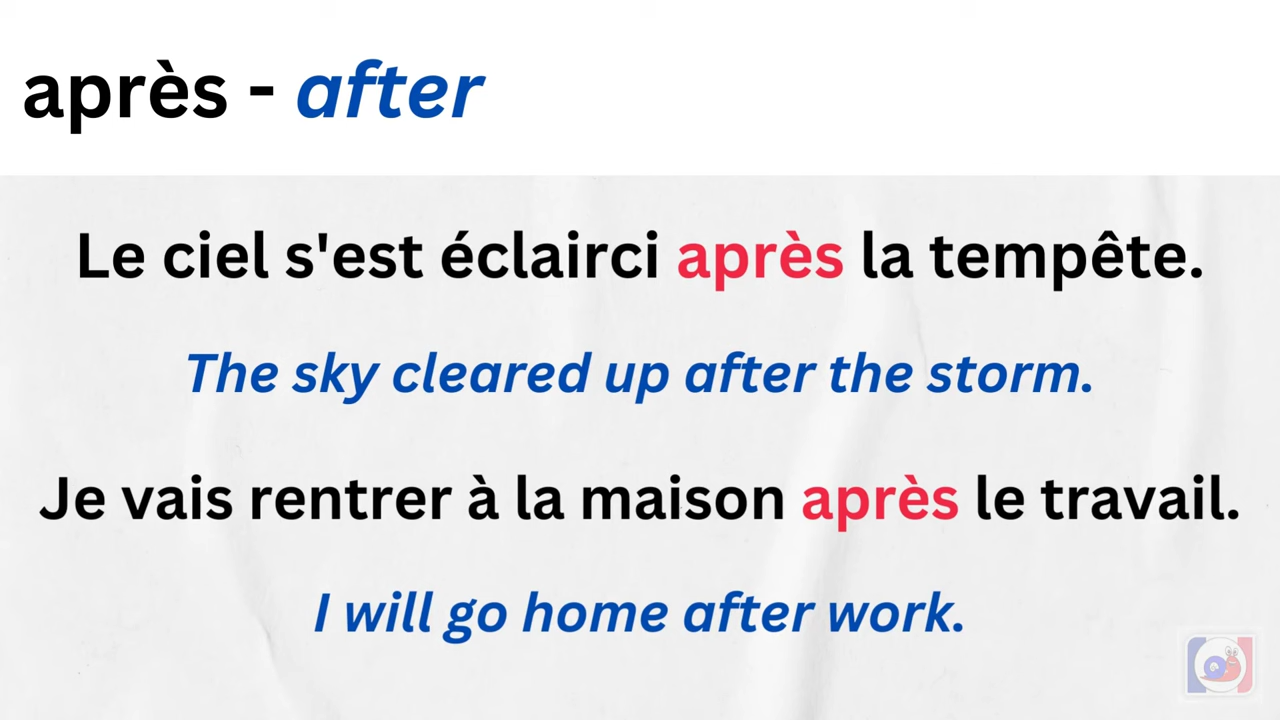 après - after
Le ciel s'est éclairci après la tempête.
The sky cleared up after the storm.
Je vais rentrer à la maison après le travail.
I will go home after work.